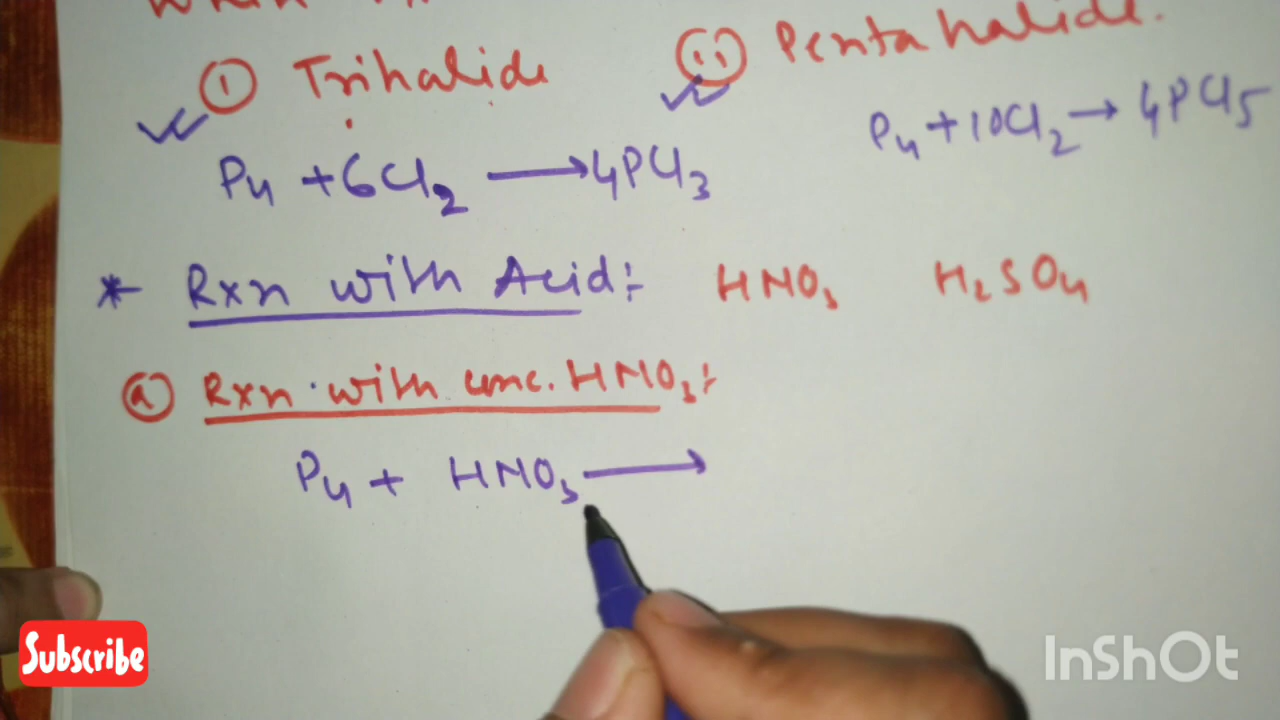 ① Trihalide (ii) Pentahalide.
P4 + 6Cl2 → 4PCl3
P4 + 10Cl2 → 4PCl5
* Rxn with Acid:- HNO3 H2SO4
ⓐ Rxn. with conc. HNO3:-
P4 + HNO3 →
Subscribe
InShOt